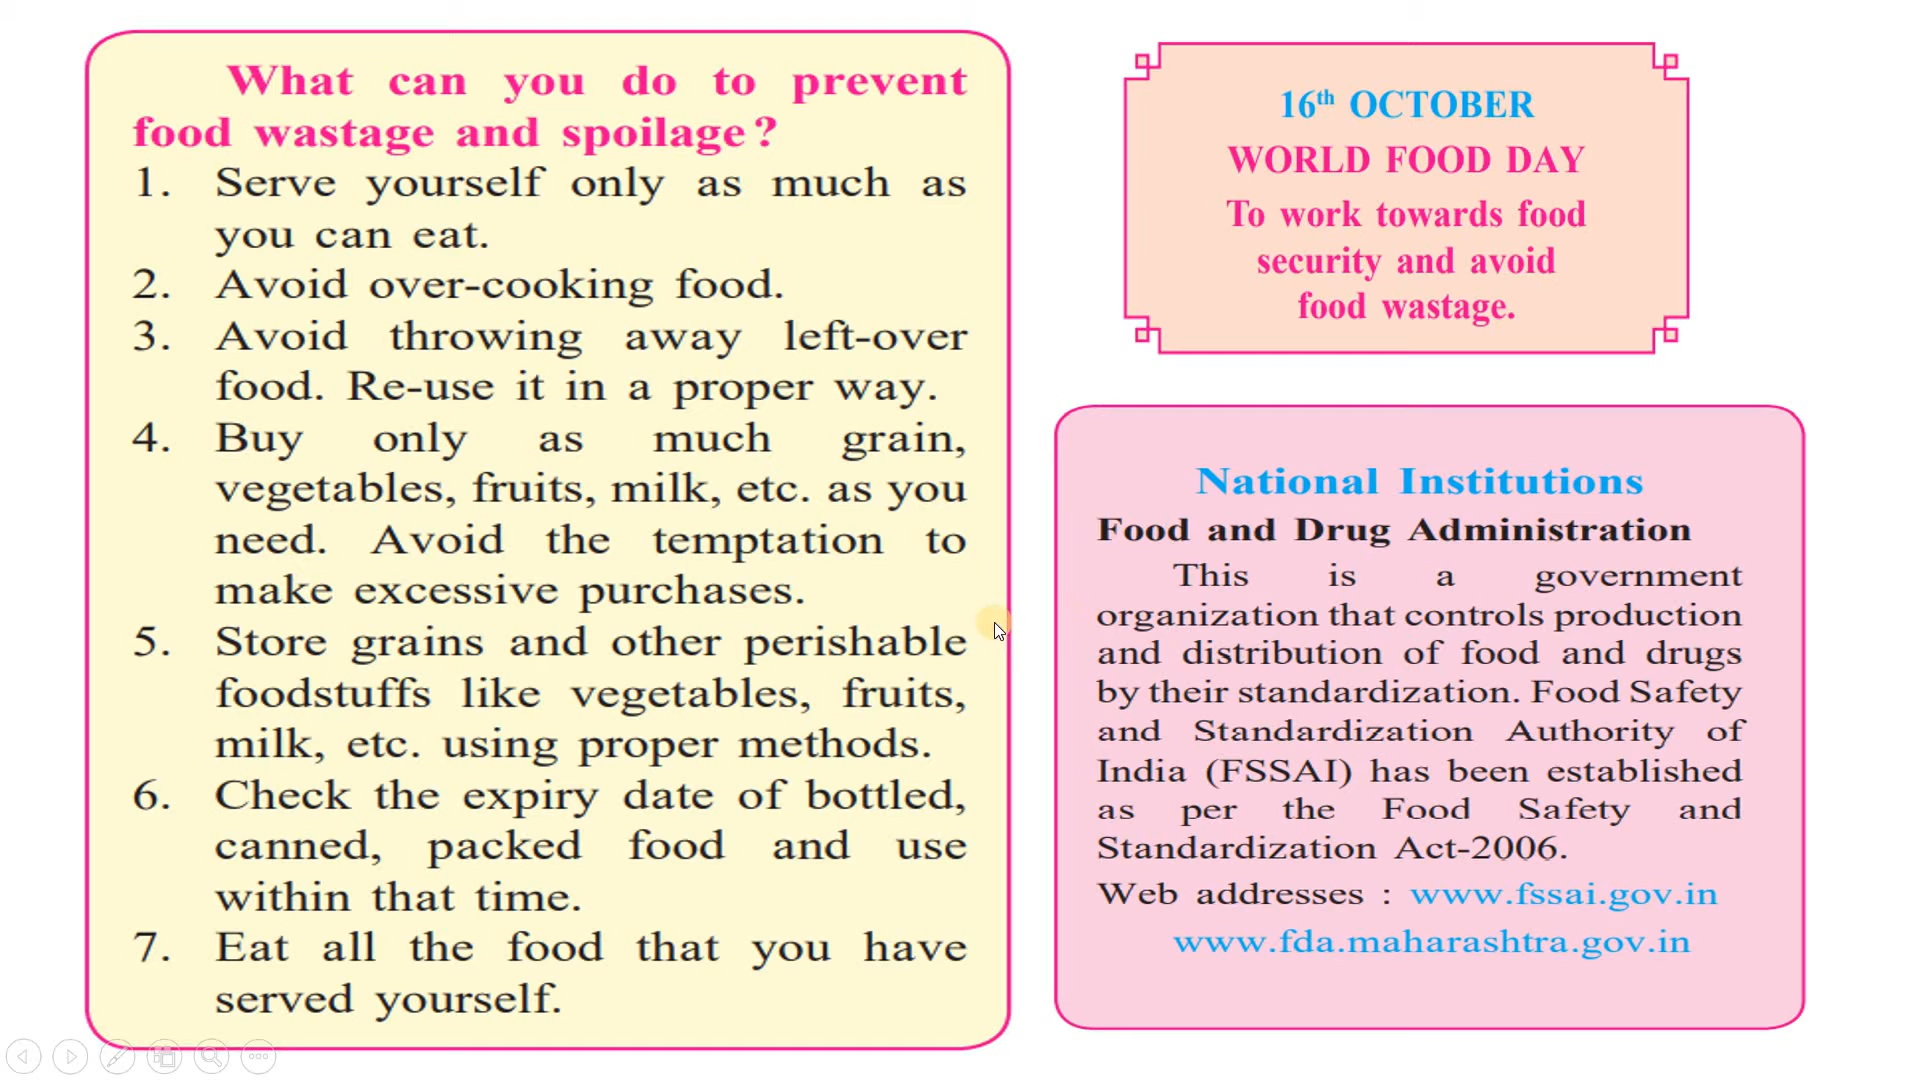 What can you do to prevent
food wastage and spoilage?
1. Serve yourself only as much as
you can eat.
2. Avoid over-cooking food.
3. Avoid throwing away left-over
food. Re-use it in a proper way.
4. Buy only as much grain,
vegetables, fruits, milk, etc. as you
need. Avoid the temptation to
make excessive purchases.
5. Store grains and other perishable
foodstuffs like vegetables, fruits,
milk, etc. using proper methods.
6. Check the expiry date of bottled,
canned, packed food and use
within that time.
7. Eat all the food that you have
served yourself.
16th OCTOBER
WORLD FOOD DAY
To work towards food
security and avoid
food wastage.
National Institutions
Food and Drug Administration
This is a government
organization that controls production
and distribution of food and drugs
by their standardization. Food Safety
and Standardization Authority of
India (FSSAI) has been established
as per the Food Safety and
Standardization Act-2006.
Web addresses : www.fssai.gov.in
www.fda.maharashtra.gov.in